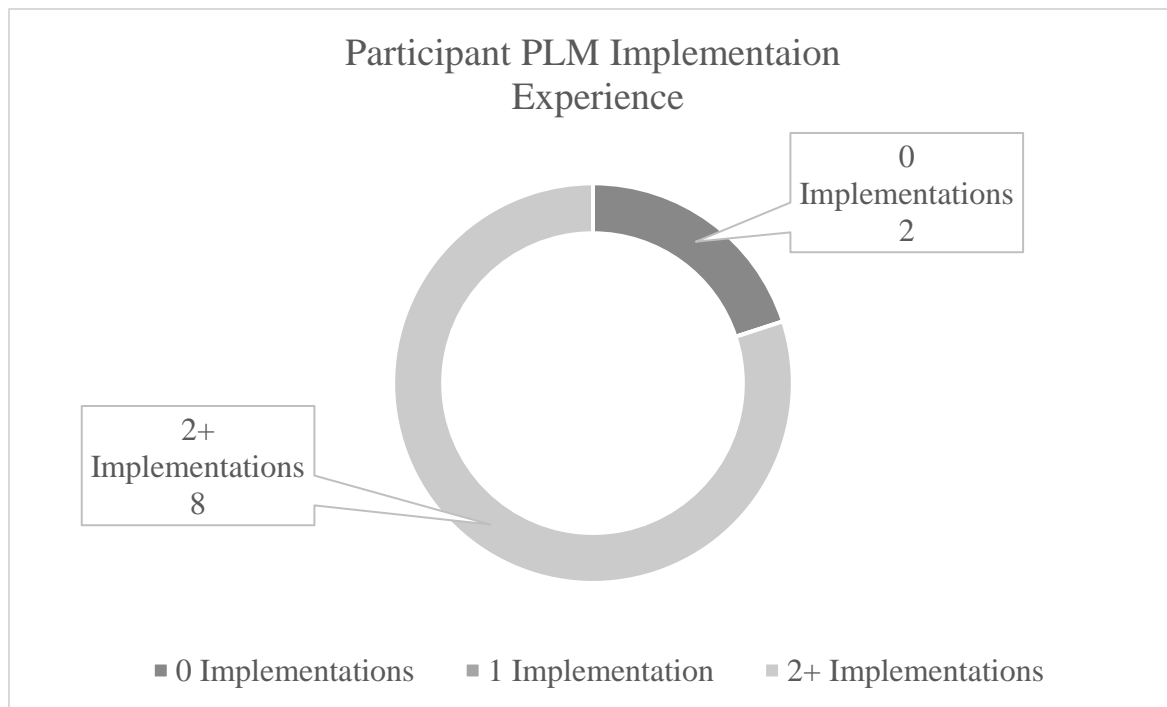 Participant PLM Implementaion
Experience
0
Implementations
2
2+
Implementations
8
0 Implementations
1 Implementation
2+ Implementations